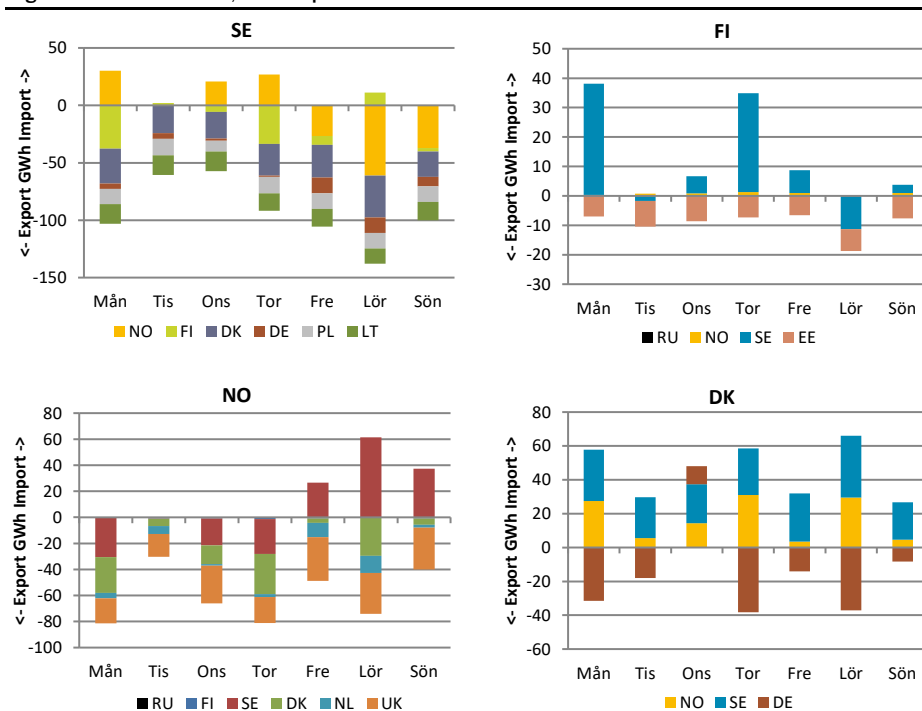 SE
50
0
-50
-100
-150
<- Export GWh Import ->
Mån Tis Ons Tor Fre Lör Sön
NO FI DK DE PL LT
FI
50
40
30
20
10
0
-10
-20
-30
<- Export GWh Import ->
Mån Tis Ons Tor Fre Lör Sön
RU NO SE EE
NO
80
60
40
20
0
-20
-40
-60
-80
-100
<- Export GWh Import ->
Mån Tis Ons Tor Fre Lör Sön
RU FI SE DK NL UK
DK
80
60
40
20
0
-20
-40
-60
<- Export GWh Import ->
Mån Tis Ons Tor Fre Lör Sön
NO SE DE